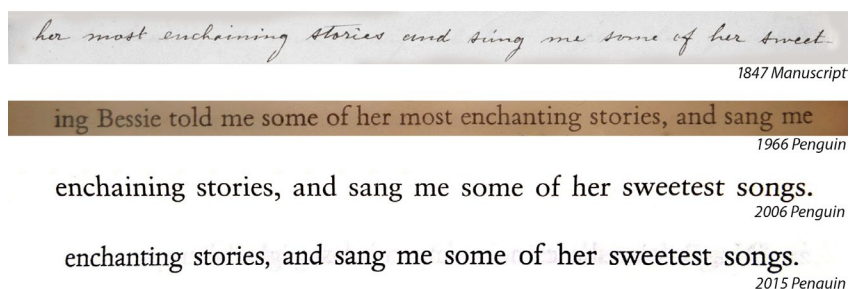 her most enchaining stories and sung me some of her sweet-
1847 Manuscript
ing Bessie told me some of her most enchanting stories, and sang me
1966 Penguin
enchaining stories, and sang me some of her sweetest songs.
2006 Penguin
enchanting stories, and sang me some of her sweetest songs.
2015 Penguin